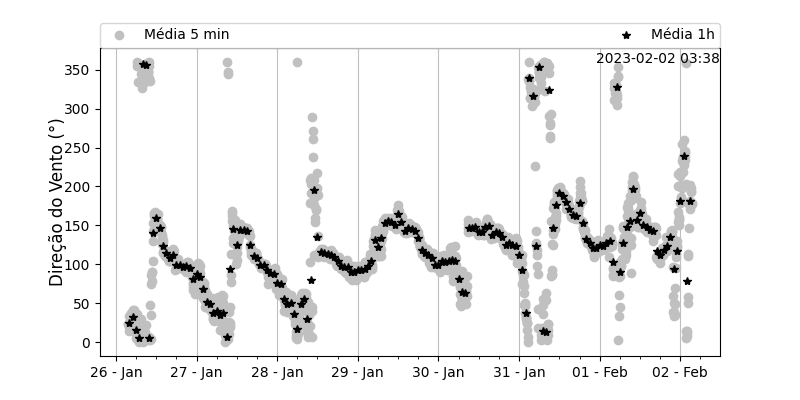 Média 5 min
Média 1h
2023-02-02 03:38
Direção do Vento (°)
350
300
250
200
150
100
50
0
26 - Jan
27 - Jan
28 - Jan
29 - Jan
30 - Jan
31 - Jan
01 - Feb
02 - Feb